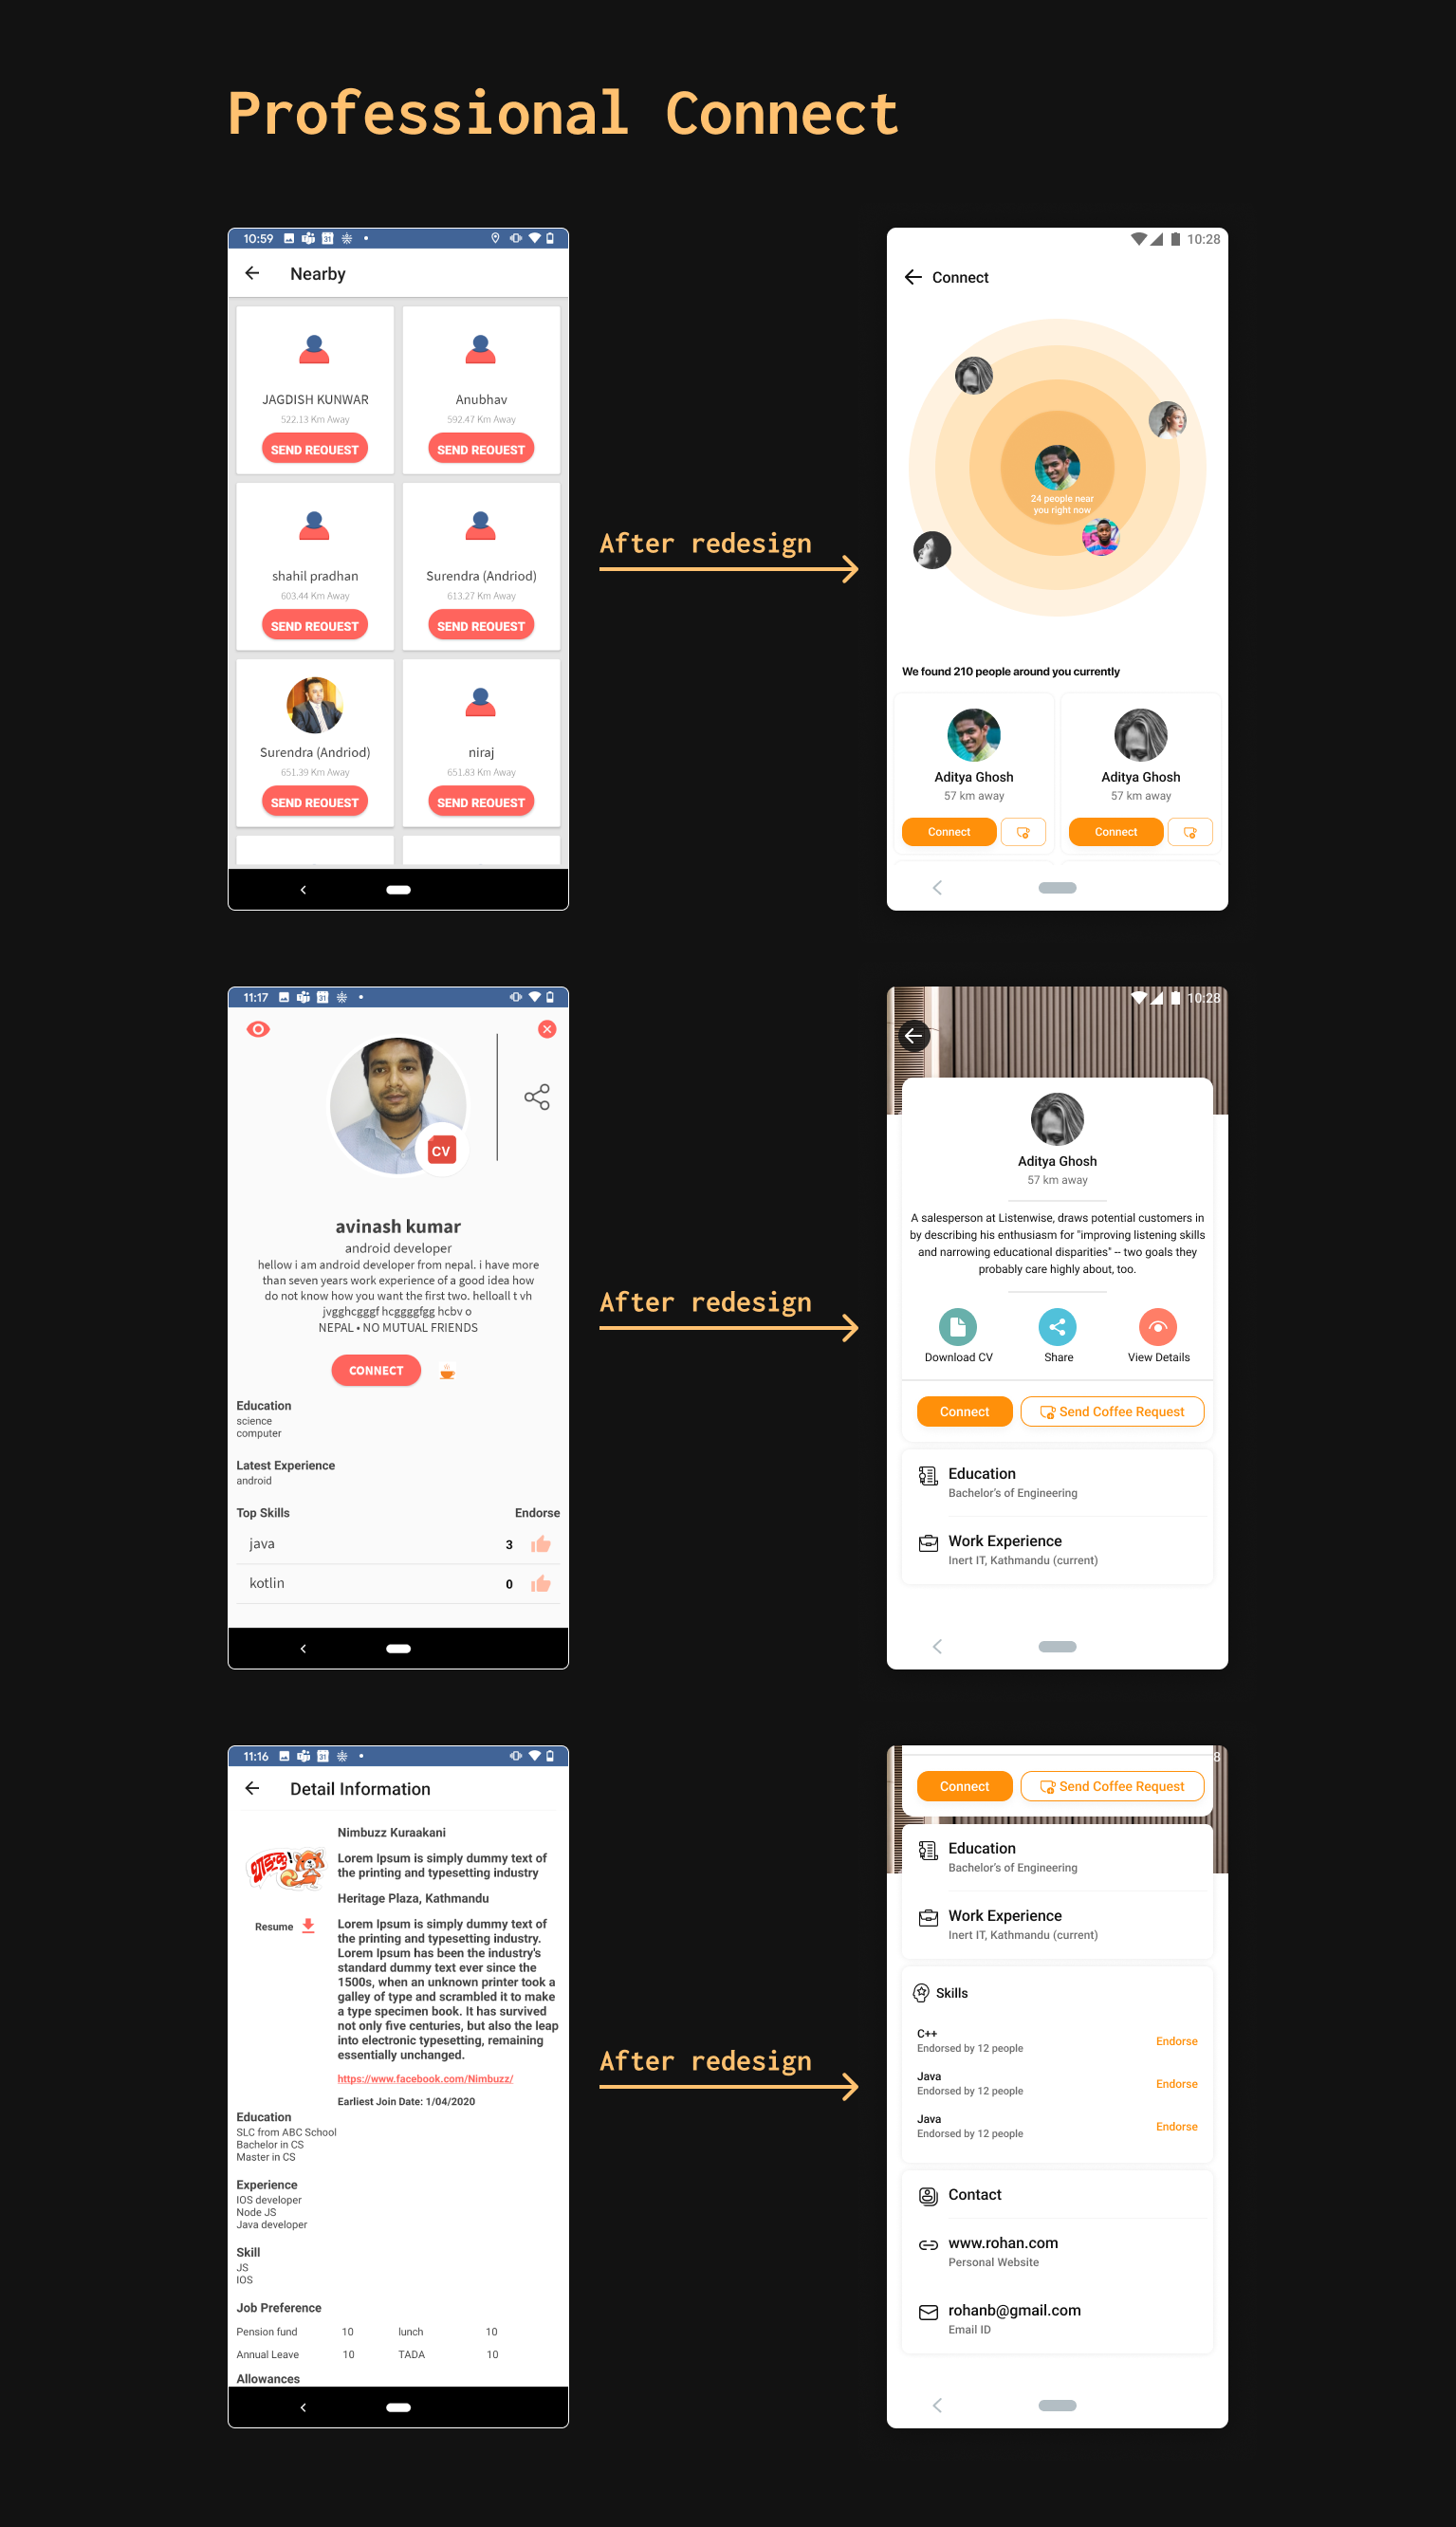 Professional Connect
10:59
31
Nearby
JAGDISH KUNWAR
522.13 Km Away
SEND REQUEST
Anubhav
592.47 Km Away
SEND REQUEST
shahil pradhan
603.44 Km Away
SEND REQUEST
Surendra (Andriod)
613.27 Km Away
SEND REQUEST
Surendra (Andriod)
651.39 Km Away
SEND REQUEST
niraj
651.83 Km Away
SEND REQUEST
After redesign
10:28
Connect
24 people near
you right now
We found 210 people around you currently
Aditya Ghosh
57 km away
Connect
Aditya Ghosh
57 km away
Connect
11:17
31
CV
avinash kumar
android developer
hellow i am android developer from nepal. i have more
than seven years work experience of a good idea how
do not know how you want the first two. helloall t vh
jvgghcgggf hcggggfgg hcbv o
NEPAL • NO MUTUAL FRIENDS
CONNECT
Education
science
computer
Latest Experience
android
Top Skills Endorse
java 3
kotlin 0
After redesign
10:28
Aditya Ghosh
57 km away
A salesperson at Listenwise, draws potential customers in
by describing his enthusiasm for "improving listening skills
and narrowing educational disparities" -- two goals they
probably care highly about, too.
Download CV Share View Details
Connect Send Coffee Request
Education
Bachelor's of Engineering
Work Experience
Inert IT, Kathmandu (current)
11:16
31
Detail Information
Nimbuzz Kuraakani
Lorem Ipsum is simply dummy text of
the printing and typesetting industry
Heritage Plaza, Kathmandu
Resume
Lorem Ipsum is simply dummy text of
the printing and typesetting industry.
Lorem Ipsum has been the industry's
standard dummy text ever since the
1500s, when an unknown printer took a
galley of type and scrambled it to make
a type specimen book. It has survived
not only five centuries, but also the leap
into electronic typesetting, remaining
essentially unchanged.
https://www.facebook.com/Nimbuzz/
Earliest Join Date: 1/04/2020
Education
SLC from ABC School
Bachelor in CS
Master in CS
Experience
IOS developer
Node JS
Java developer
Skill
JS
IOS
Job Preference
Pension fund 10 lunch 10
Annual Leave 10 TADA 10
Allowances
After redesign
8
Connect Send Coffee Request
Education
Bachelor's of Engineering
Work Experience
Inert IT, Kathmandu (current)
Skills
C++
Endorsed by 12 people
Endorse
Java
Endorsed by 12 people
Endorse
Java
Endorsed by 12 people
Endorse
Contact
www.rohan.com
Personal Website
rohanb@gmail.com
Email ID